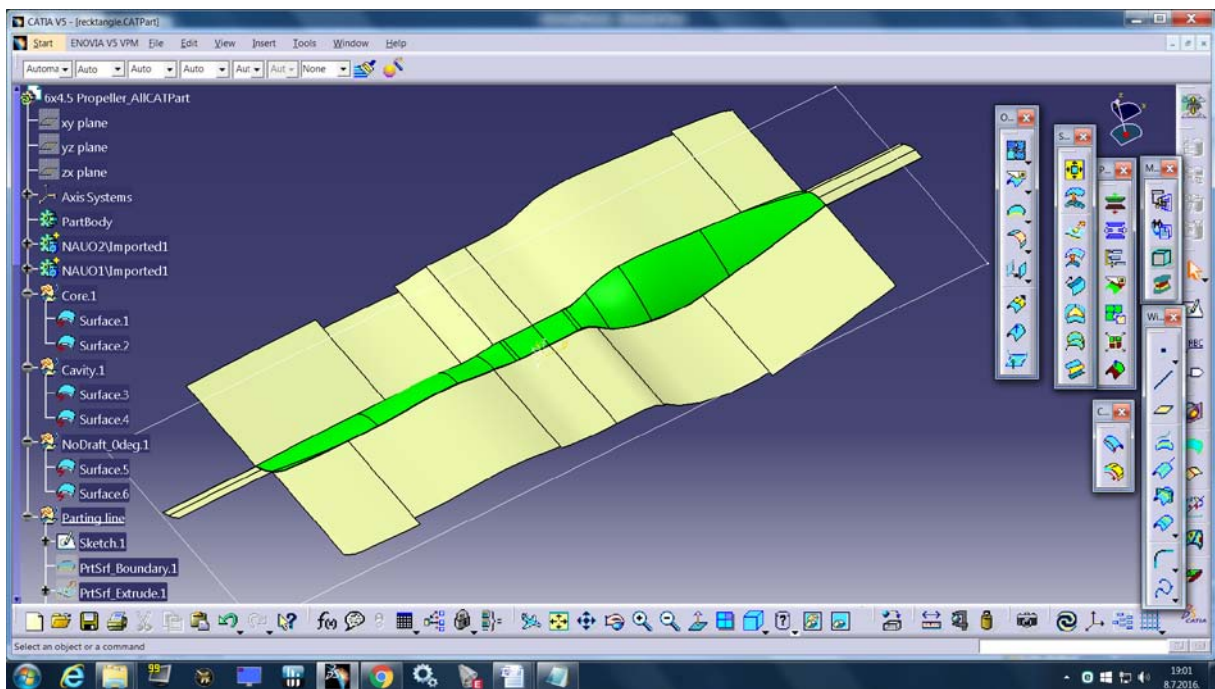 CATIA V5 - [recktangle.CATPart]
Start ENOVIA V5 VPM File Edit View Insert Tools Window Help
Automa Auto Auto Auto Aut Aut None
6x4.5 Propeller_AllCATPart
xy plane
yz plane
zx plane
Axis Systems
PartBody
NAUO2\Imported1
NAUO1\Imported1
Core.1
Surface.1
Surface.2
Cavity.1
Surface.3
Surface.4
NoDraft_0deg.1
Surface.5
Surface.6
Parting line
Sketch.1
PrtSrf_Boundary.1
PrtSrf_Extrude.1
O...
S...
P...
M...
Wi...
C...
f(x)
CATIA
Select an object or a command
99
19:01
8.7.2016.